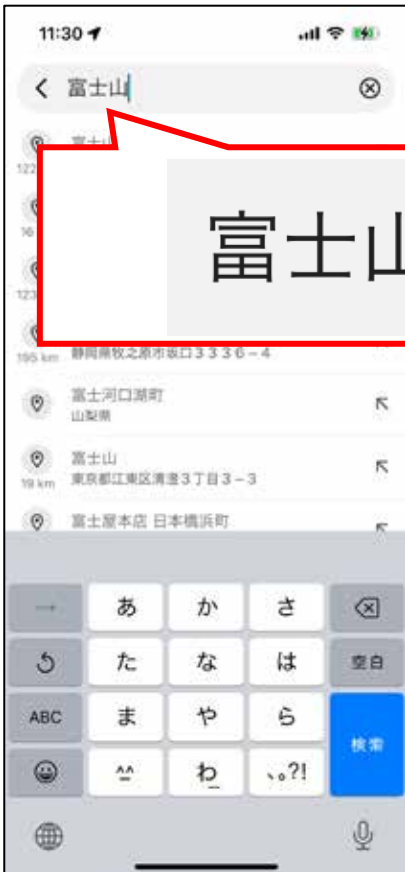 11:30
富士山
富士山
富士山
195 km 静岡県牧之原市坂口3336-4
富士河口湖町
山梨県
富士山
19 km 東京都江東区清澄3丁目3-3
富士屋本店 日本橋浜町
→ あ か さ
た な は 空白
ABC ま や ら 検索
^^ わ 、。?!